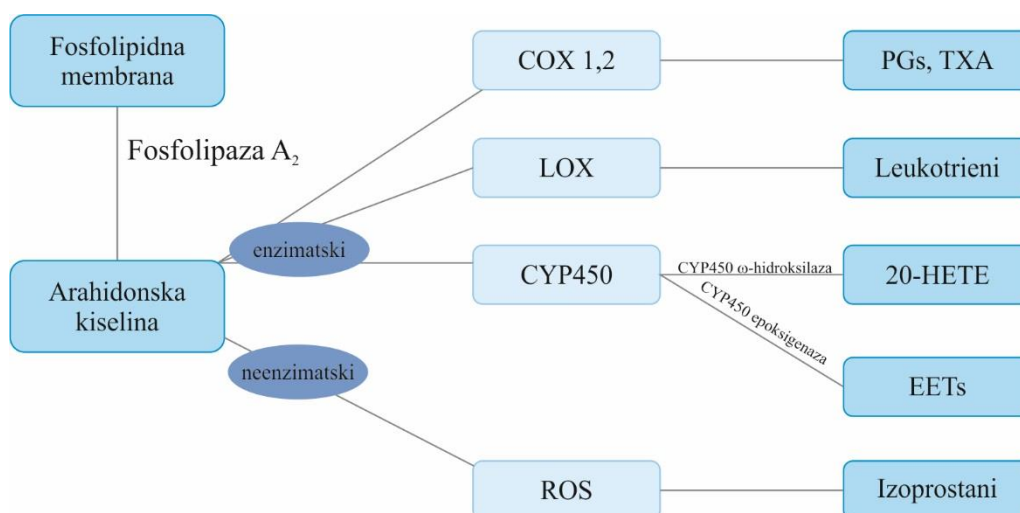 Fosfolipidna
membrana
Fosfolipaza A₂
Arahidonska
kiselina
enzimatski
neenzimatski
COX 1,2
PGs, TXA
LOX
Leukotrieni
CYP450
CYP450 ω-hidroksilaza
20-HETE
CYP450 epoksigenaza
EETs
ROS
Izoprostani